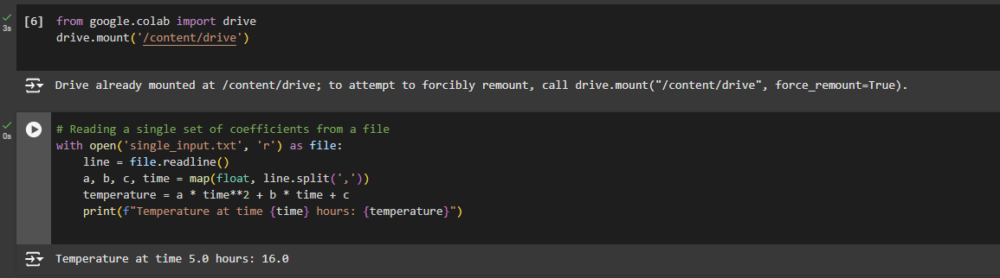 [6] from google.colab import drive
3s
drive.mount('/content/drive')
Drive already mounted at /content/drive; to attempt to forcibly remount, call drive.mount("/content/drive", force_remount=True).
0s
# Reading a single set of coefficients from a file
with open('single_input.txt', 'r') as file:
    line = file.readline()
    a, b, c, time = map(float, line.split(','))
    temperature = a * time**2 + b * time + c
    print(f"Temperature at time {time} hours: {temperature}")
Temperature at time 5.0 hours: 16.0